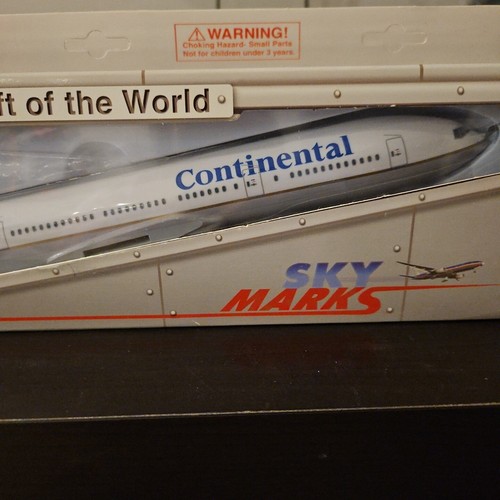 WARNING!
Choking Hazard- Small Parts
Not for children under 3 years.
ft of the World
Continental
SKY
MARKS